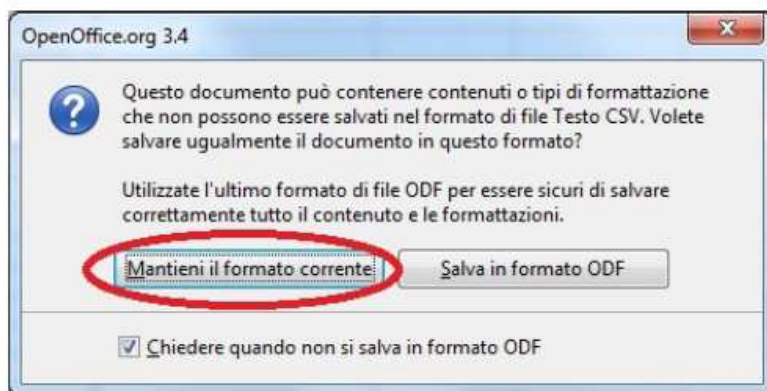 OpenOffice.org 3.4
Questo documento può contenere contenuti o tipi di formattazione
che non possono essere salvati nel formato di file Testo CSV. Volete
salvare ugualmente il documento in questo formato?
Utilizzate l'ultimo formato di file ODF per essere sicuri di salvare
correttamente tutto il contenuto e le formattazioni.
Mantieni il formato corrente
Salva in formato ODF
Chiedere quando non si salva in formato ODF